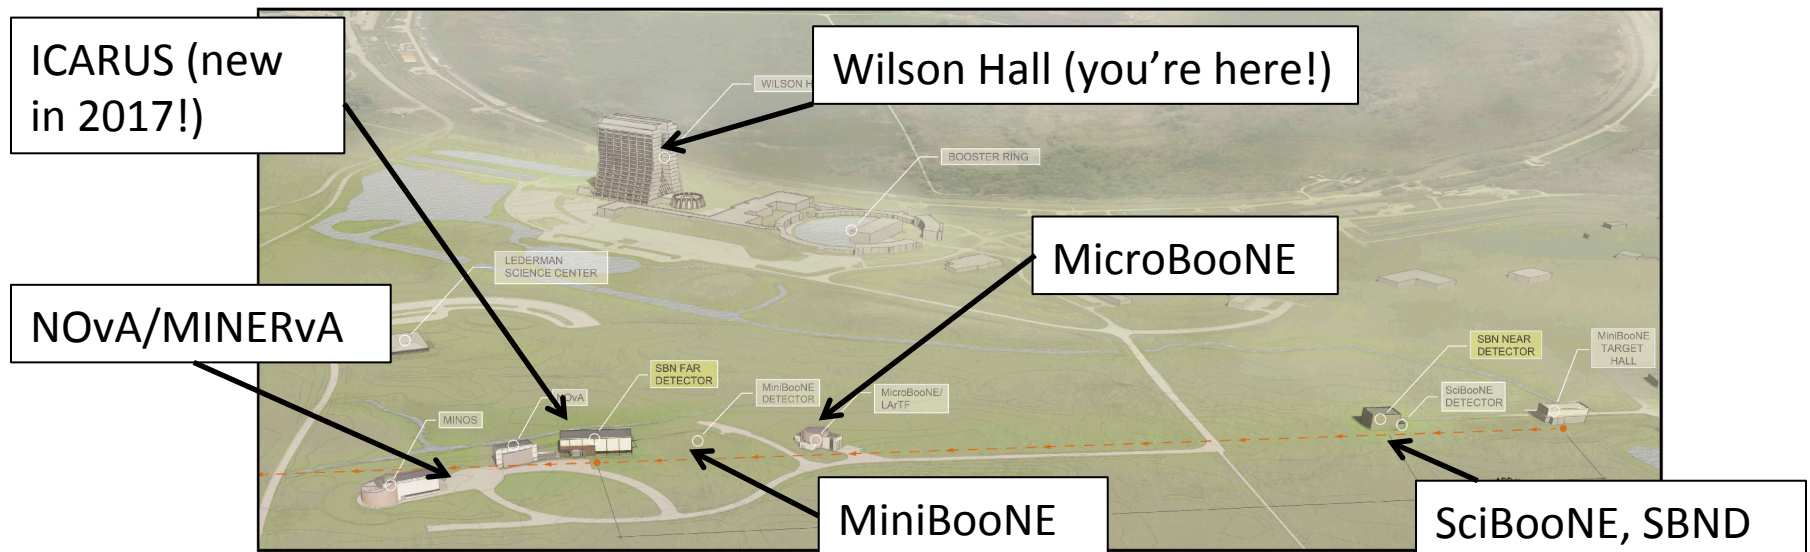 ICARUS (new
in 2017!)
Wilson Hall (you're here!)
WILSON H
BOOSTER RING
MicroBooNE
LEDERMAN
SCIENCE CENTER
NOvA/MINERvA
SBN FAR
DETECTOR
MiniBooNE
DETECTOR
MicroBooNE/
LArTF
SBN NEAR
DETECTOR
MiniBooNE
TARGET
HALL
SciBooNE
DETECTOR
MINOS
NOvA
MiniBooNE
SciBooNE, SBND